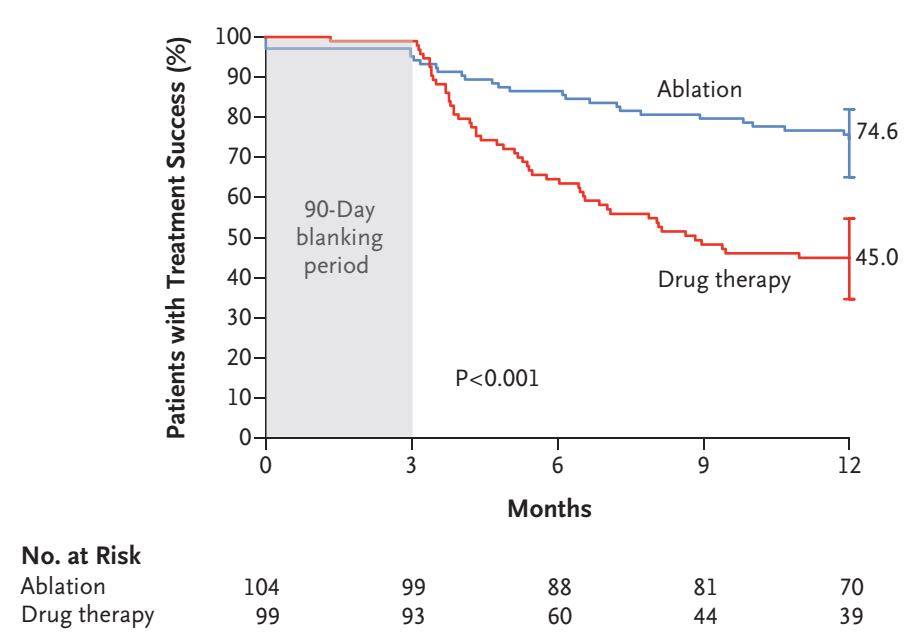 Patients with Treatment Success (%)
100
90
80
70
60
50
40
30
20
10
0
90-Day
blanking
period
Ablation
74.6
45.0
Drug therapy
P<0.001
0 3 6 9 12
Months
No. at Risk
Ablation 104 99 88 81 70
Drug therapy 99 93 60 44 39